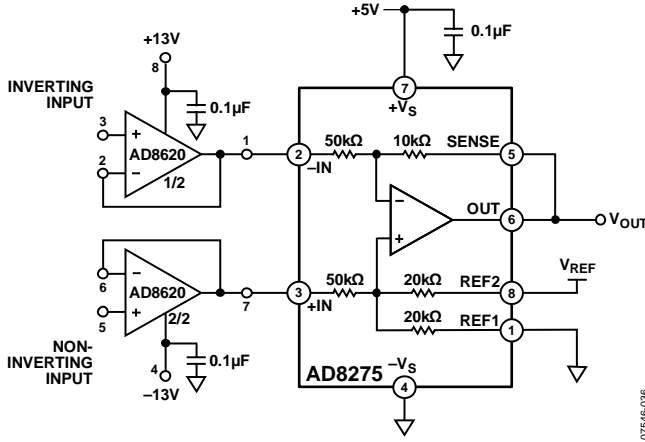 +5V
0.1µF
+13V
8
INVERTING
INPUT
0.1µF
7
+VS
3
+
AD8620
2
–
1/2
1
2
–IN
50kΩ
10kΩ
SENSE
5
–
+
OUT
6
VOUT
6
–
AD8620
5
+
2/2
7
3
+IN
50kΩ
20kΩ
REF2
8
VREF
20kΩ
REF1
1
NON-
INVERTING
INPUT
4
–13V
0.1µF
AD8275
–VS
4
07546-036